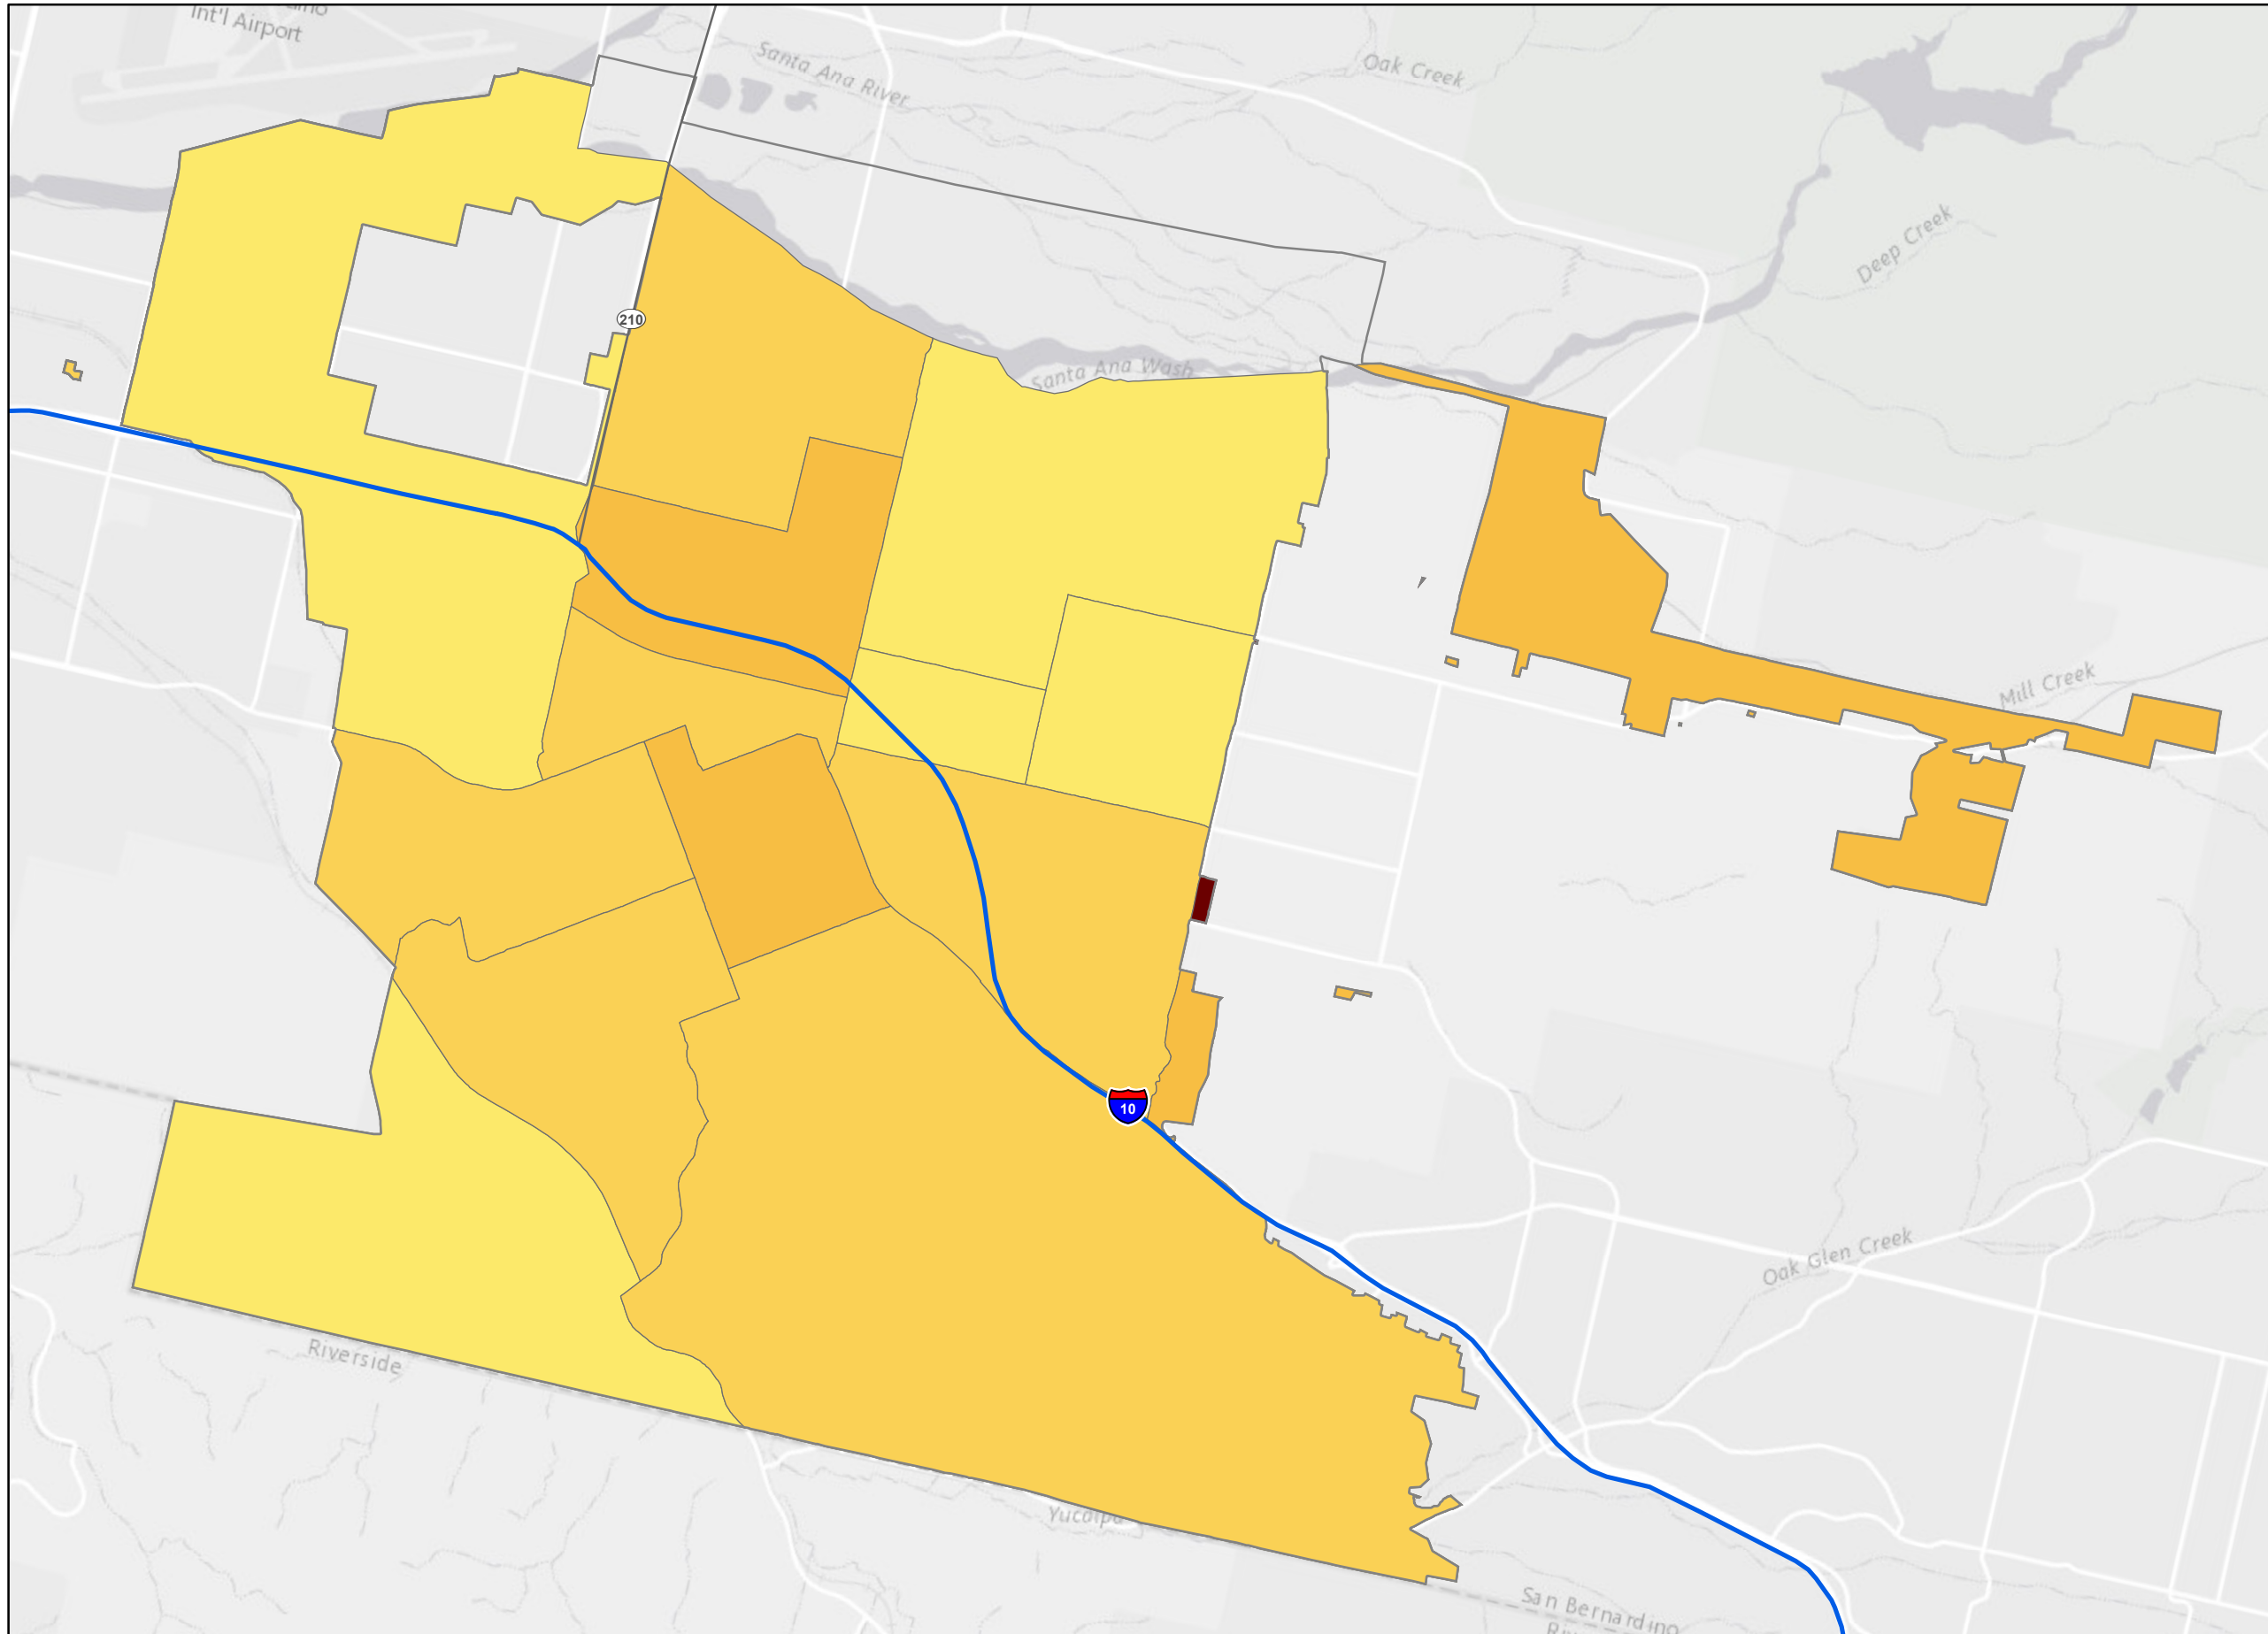 Int'l Airport
Santa Ana River
Oak Creek
Deep Creek
210
Santa Ana Wash
Mill Creek
10
Oak Glen Creek
Riverside
Yucaipa
San Bernardino